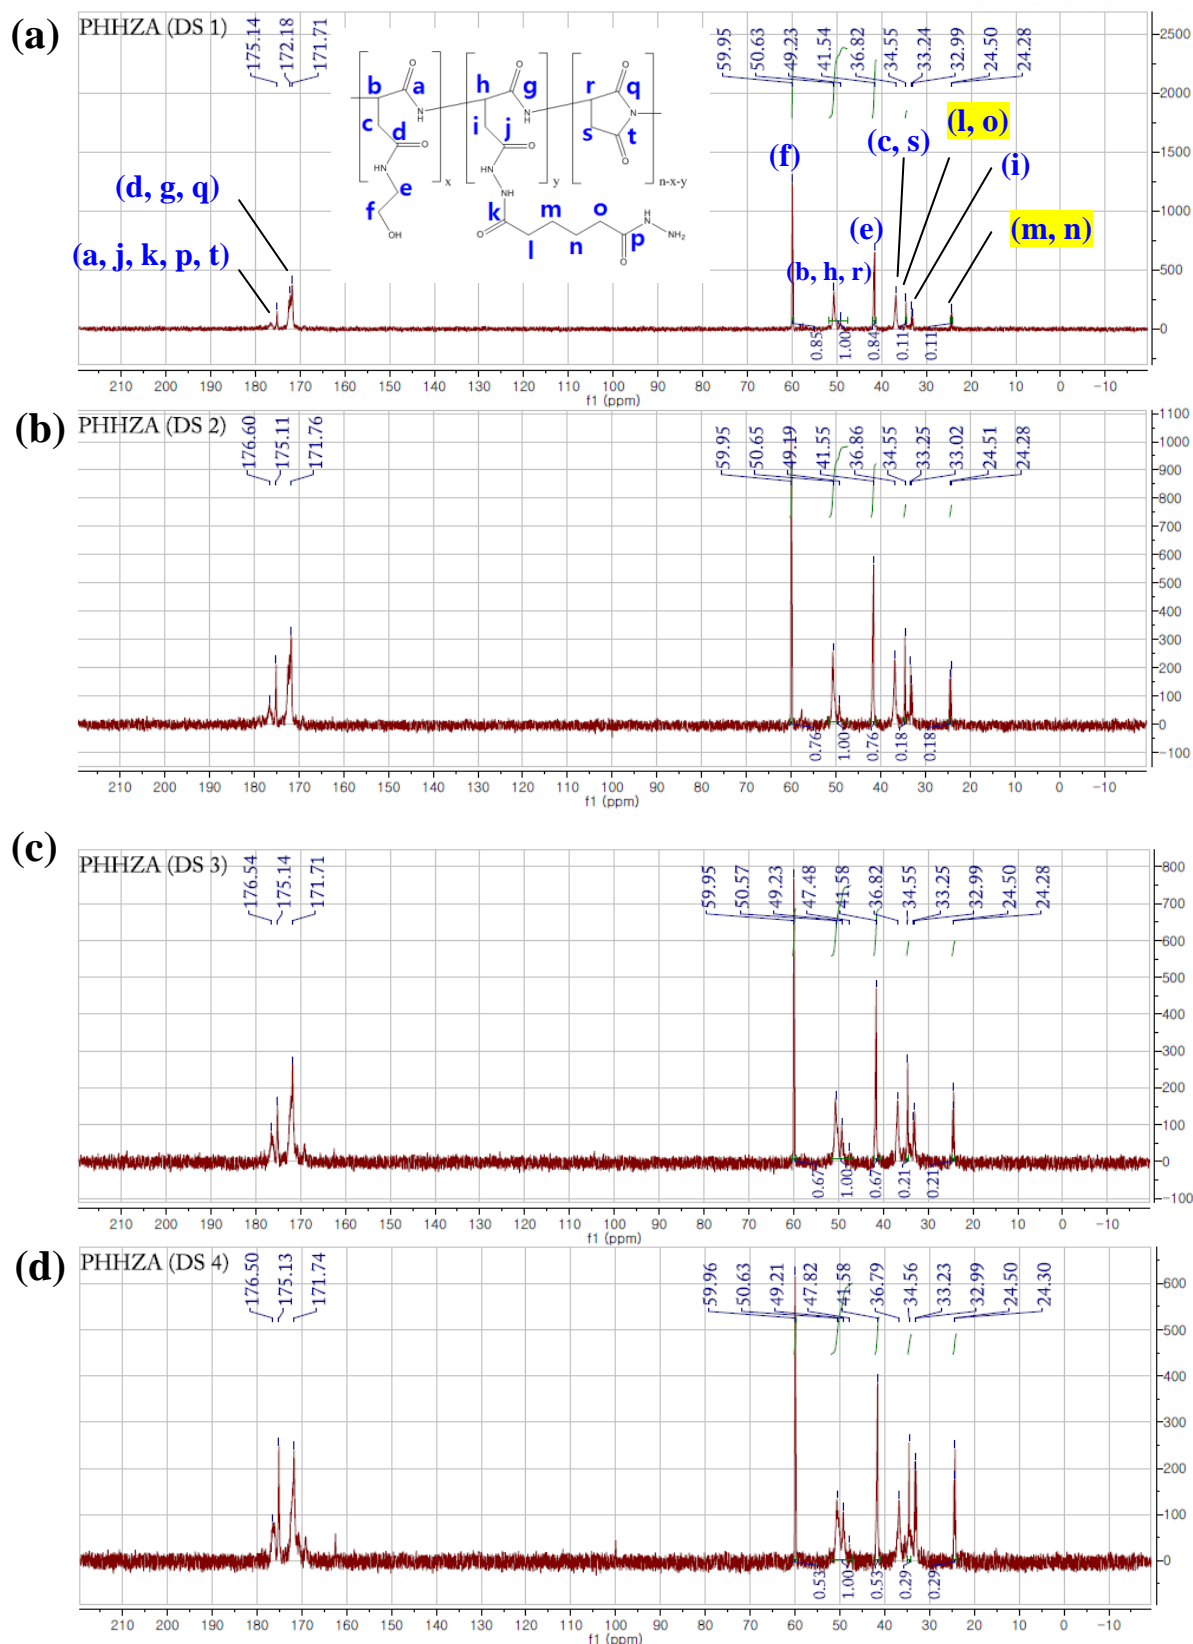 (a)
PHHZA (DS 1)
175.14
172.18
171.71
59.95
50.63
49.23
41.54
36.82
34.55
33.24
32.99
24.50
24.28
b
a
O
N
H
c
d
O
HN
e
f
OH
x
h
g
O
N
H
i
j
O
NH
NH
k
O
l
m
n
o
p
O
H
N
NH₂
y
r
q
O
N
s
t
O
n-x-y
(d, g, q)
(a, j, k, p, t)
(f)
(e)
(b, h, r)
(c, s)
(l, o)
(i)
(m, n)
2500
2000
1500
1000
500
0
0.85
1.00
0.84
0.11
0.11
210 200 190 180 170 160 150 140 130 120 110 100 90 80 70 60 50 40 30 20 10 0 -10
f1 (ppm)
(b)
PHHZA (DS 2)
176.60
175.11
171.76
59.95
50.65
49.19
41.55
36.86
34.55
33.25
33.02
24.51
24.28
1100
1000
900
800
700
600
500
400
300
200
100
0
-100
0.76
1.00
0.76
0.18
0.18
210 200 190 180 170 160 150 140 130 120 110 100 90 80 70 60 50 40 30 20 10 0 -10
f1 (ppm)
(c)
PHHZA (DS 3)
176.54
175.14
171.71
59.95
50.57
49.23
47.48
41.58
36.82
34.55
33.25
32.99
24.50
24.28
800
700
600
500
400
300
200
100
0
-100
0.67
1.00
0.67
0.21
0.21
210 200 190 180 170 160 150 140 130 120 110 100 90 80 70 60 50 40 30 20 10 0 -10
f1 (ppm)
(d)
PHHZA (DS 4)
176.50
175.13
171.74
59.96
50.63
49.21
47.82
41.58
36.79
34.56
33.23
32.99
24.50
24.30
600
500
400
300
200
100
0
0.53
1.00
0.53
0.29
0.29
210 200 190 180 170 160 150 140 130 120 110 100 90 80 70 60 50 40 30 20 10 0 -10
f1 (ppm)